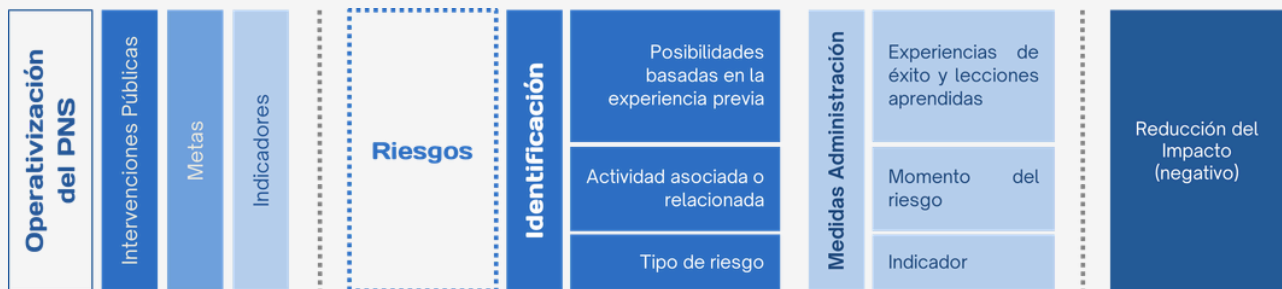 Operativización
del PNS
Intervenciones Públicas
Metas
Indicadores
Riesgos
Identificación
Posibilidades
basadas en la
experiencia previa
Actividad asociada o
relacionada
Tipo de riesgo
Medidas Administración
Experiencias de
éxito y lecciones
aprendidas
Momento del
riesgo
Indicador
Reducción del
Impacto
(negativo)